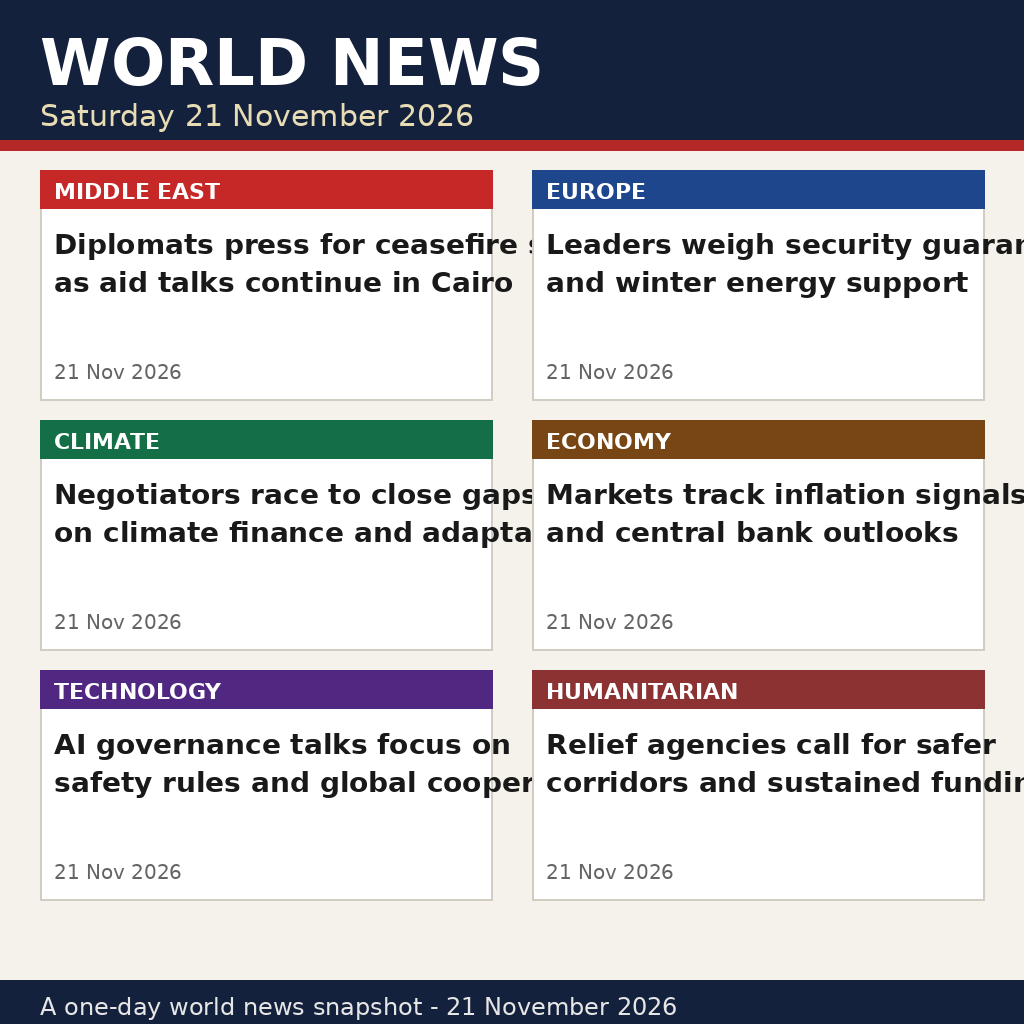 WORLD NEWS
Saturday 21 November 2026
MIDDLE EAST
Diplomats press for ceasefire
as aid talks continue in Cairo
21 Nov 2026
EUROPE
Leaders weigh security
and winter energy support
21 Nov 2026
CLIMATE
Negotiators race to close gaps
on climate finance and
21 Nov 2026
ECONOMY
Markets track inflation signals
and central bank outlooks
21 Nov 2026
TECHNOLOGY
AI governance talks focus on
safety rules and global
21 Nov 2026
HUMANITARIAN
Relief agencies call for safer
corridors and sustained
21 Nov 2026
A one-day world news snapshot - 21 November 2026